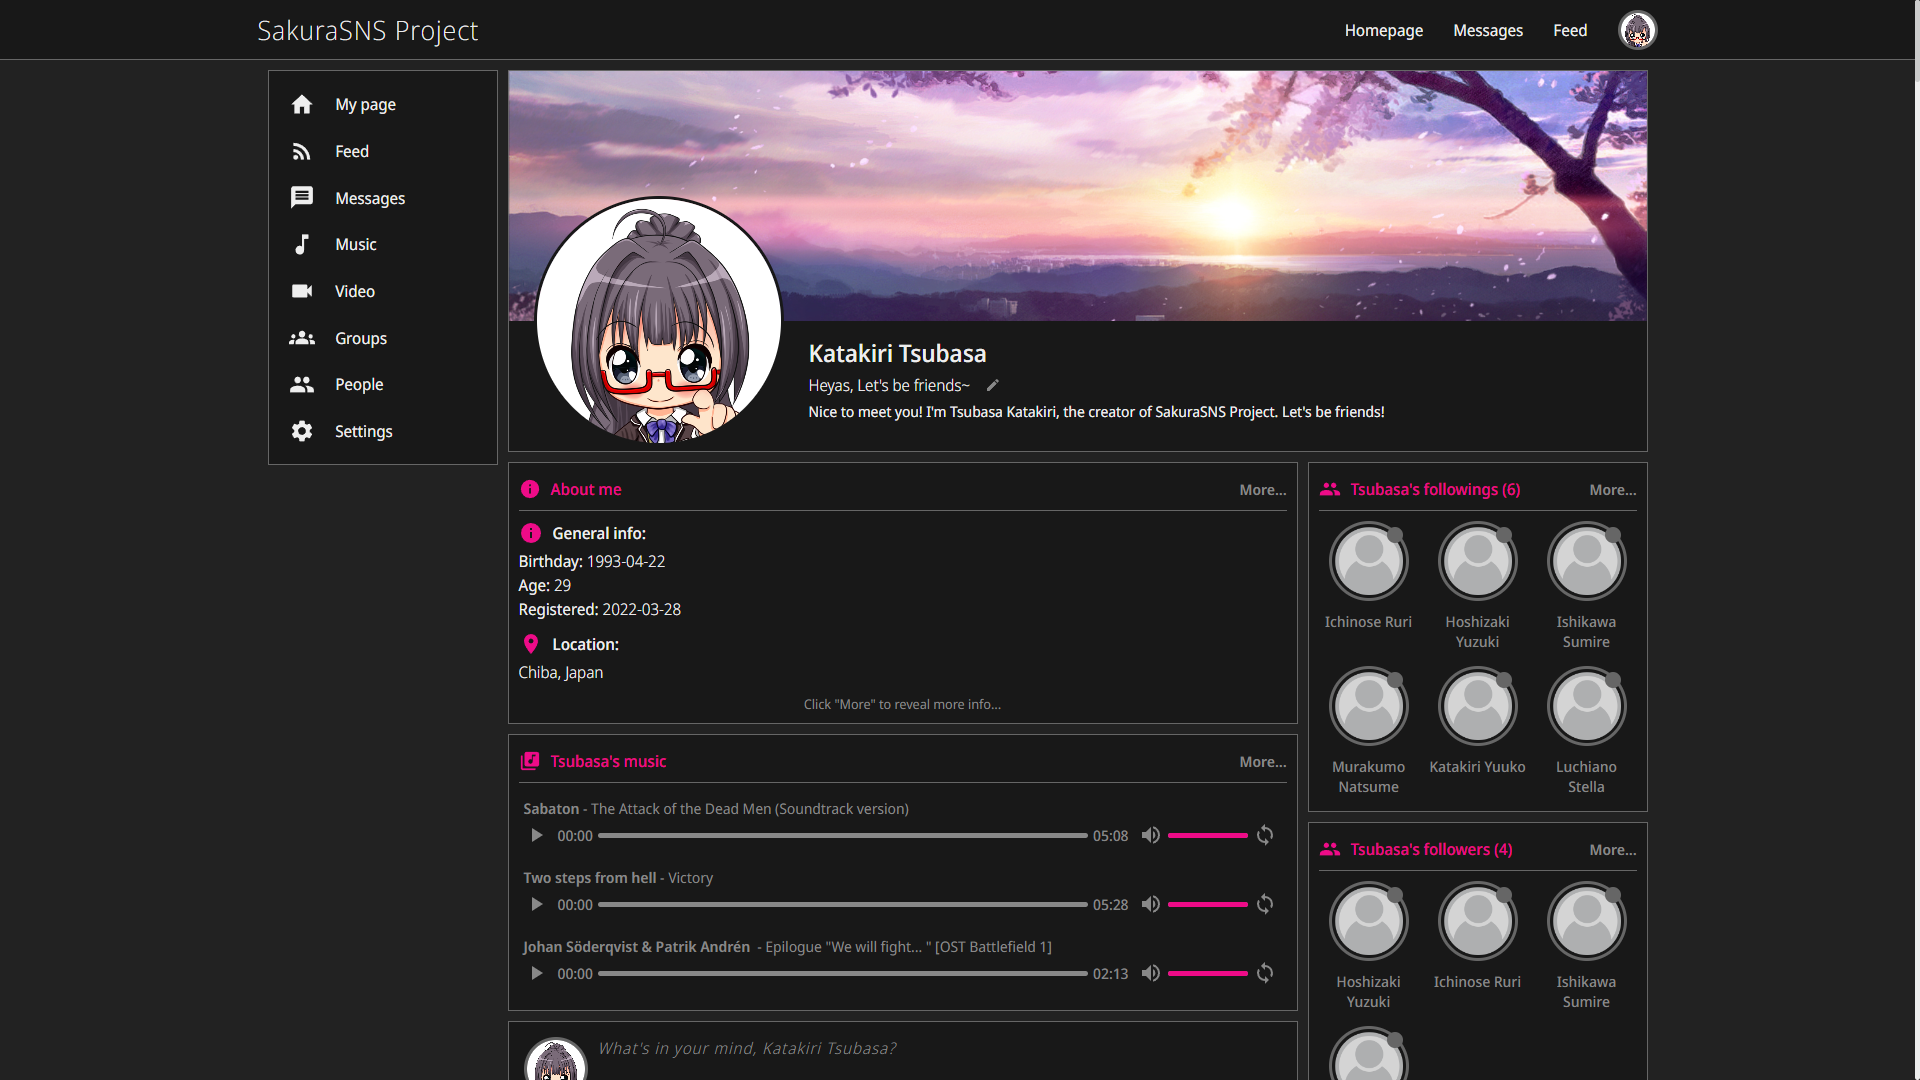 SakuraSNS Project
Homepage
Messages
Feed
My page
Feed
Messages
Music
Video
Groups
People
Settings
Katakiri Tsubasa
Heyas, Let's be friends~
Nice to meet you! I'm Tsubasa Katakiri, the creator of SakuraSNS Project. Let's be friends!
About me
More...
General info:
Birthday: 1993-04-22
Age: 29
Registered: 2022-03-28
Location:
Chiba, Japan
Click "More" to reveal more info...
Tsubasa's music
More...
Sabaton - The Attack of the Dead Men (Soundtrack version)
00:00
05:08
Two steps from hell - Victory
00:00
05:28
Johan Söderqvist & Patrik Andrén - Epilogue "We will fight... " [OST Battlefield 1]
00:00
02:13
What's in your mind, Katakiri Tsubasa?
Tsubasa's followings (6)
More...
Ichinose Ruri
Hoshizaki
Yuzuki
Ishikawa
Sumire
Murakumo
Natsume
Katakiri Yuuko
Luchiano
Stella
Tsubasa's followers (4)
More...
Hoshizaki
Yuzuki
Ichinose Ruri
Ishikawa
Sumire